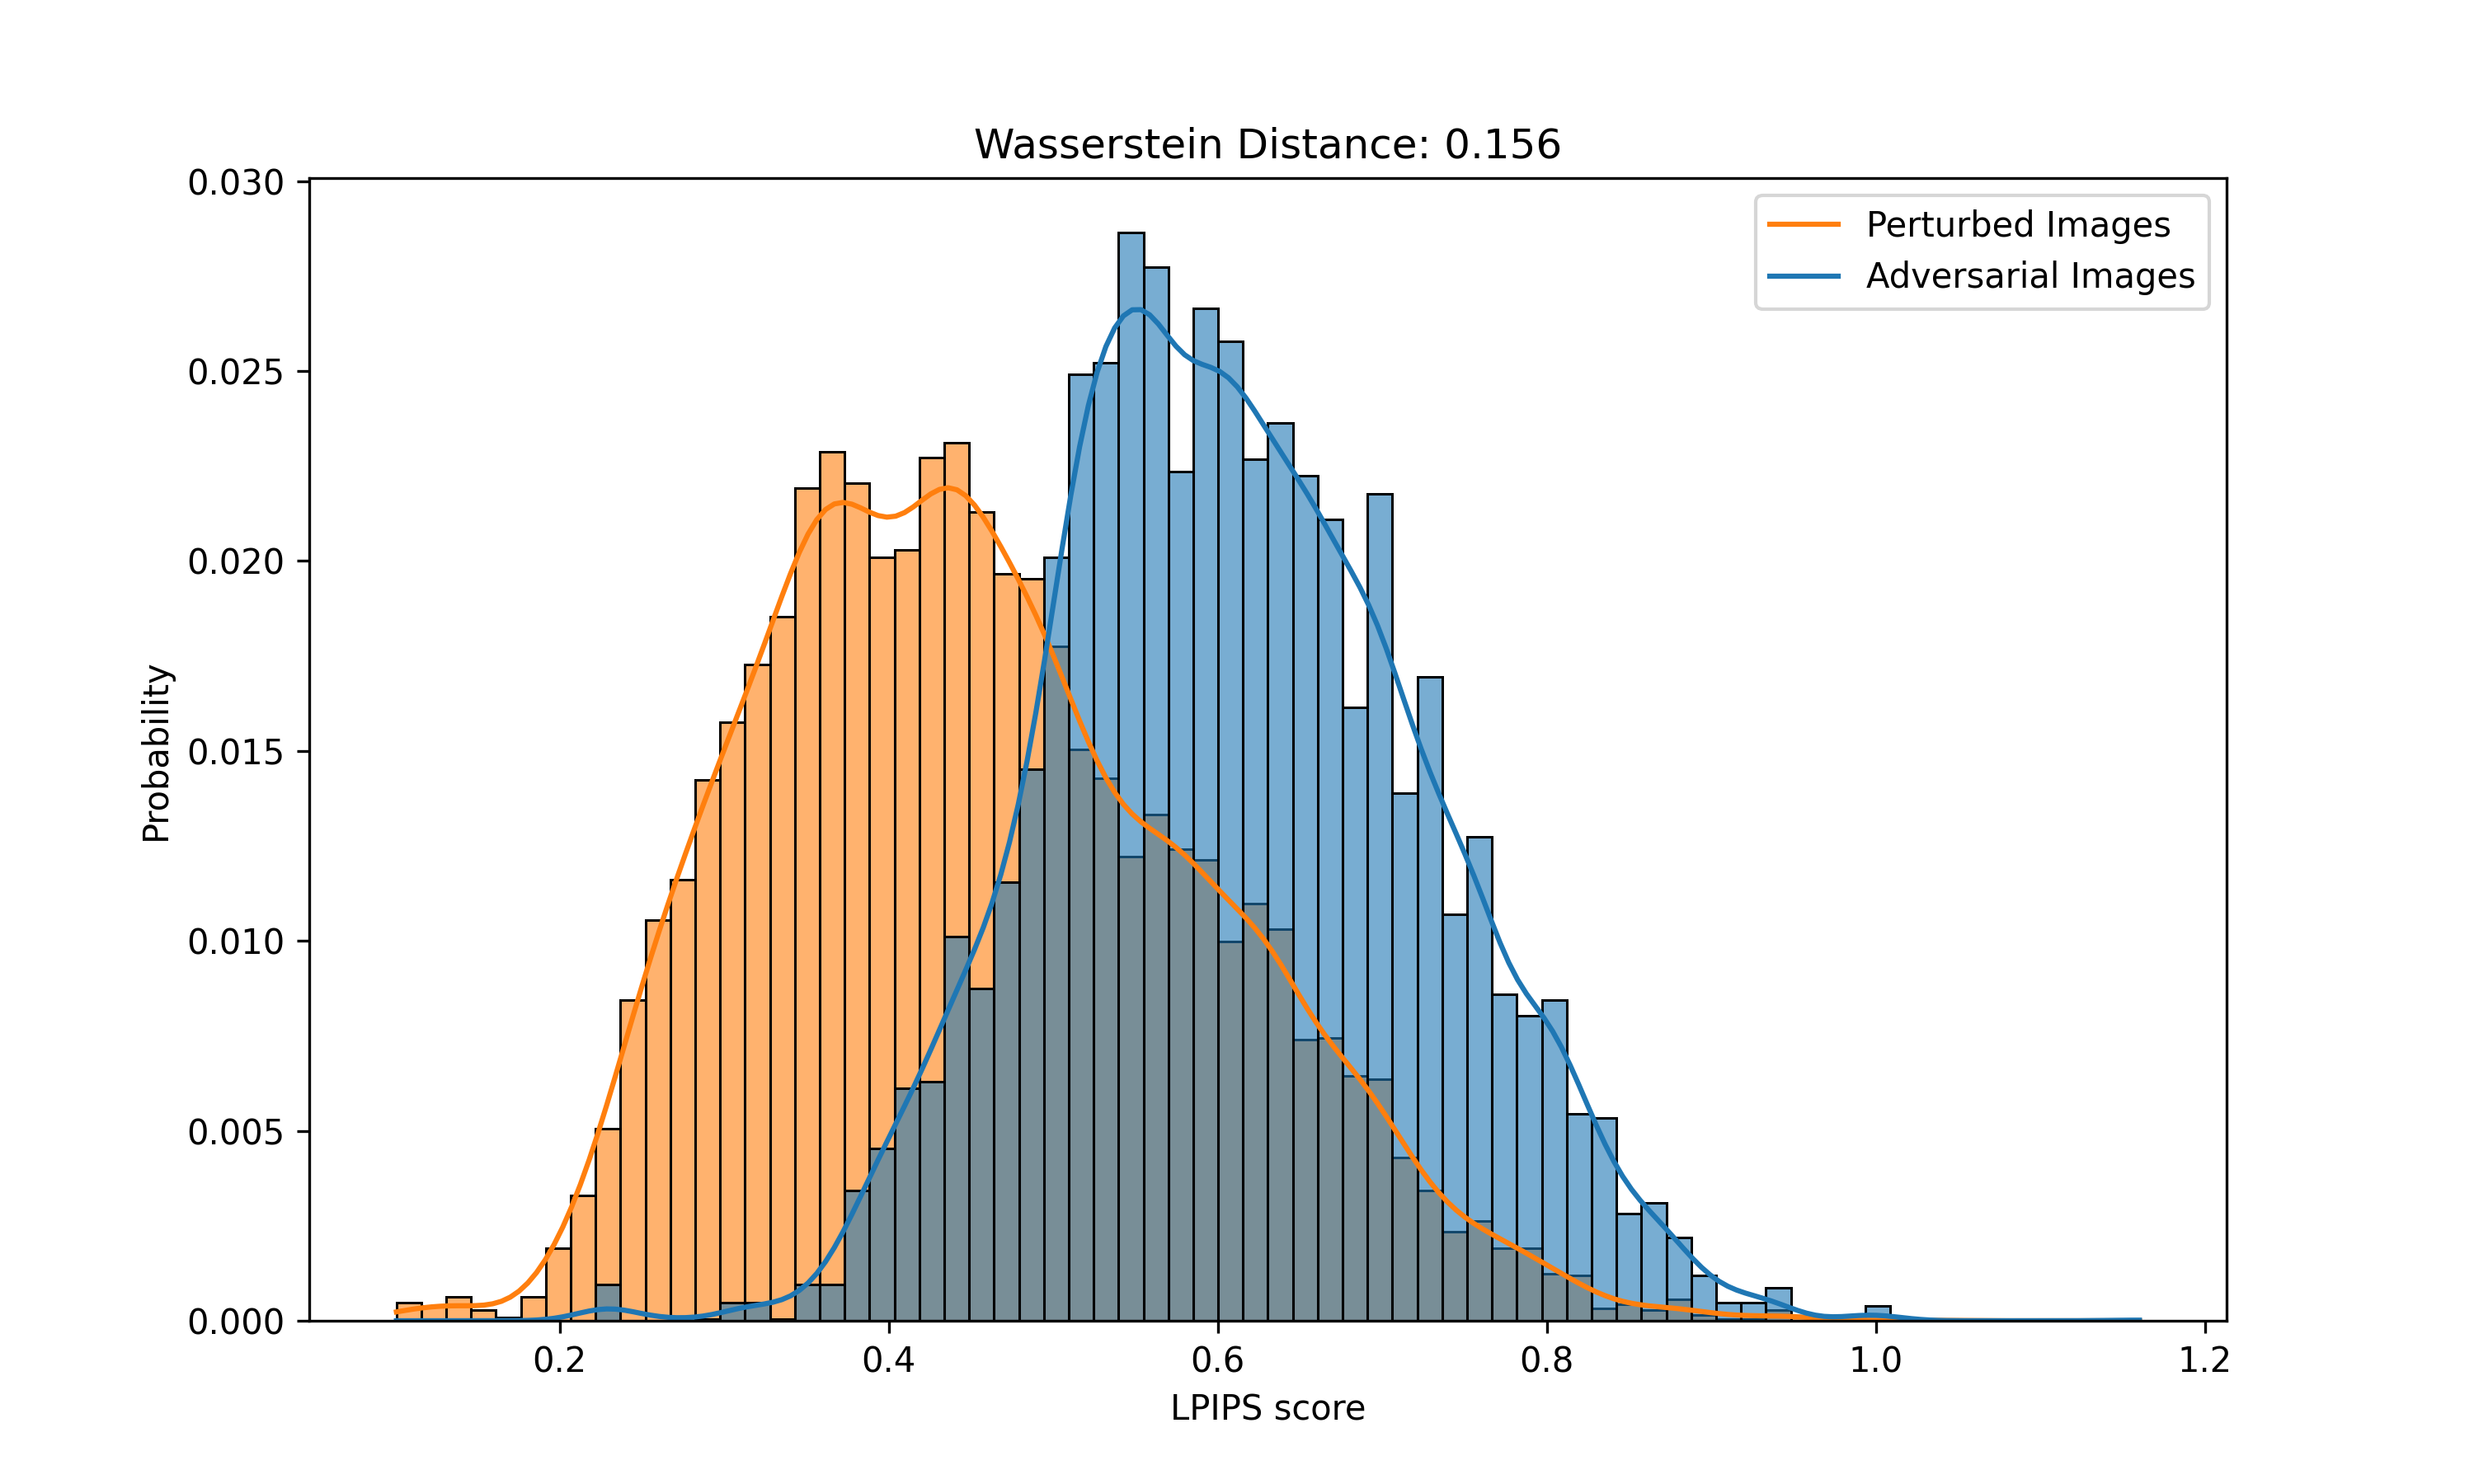 Wasserstein Distance: 0.156
Perturbed Images
Adversarial Images
Probability
0.030
0.025
0.020
0.015
0.010
0.005
0.000
0.2 0.4 0.6 0.8 1.0 1.2
LPIPS score